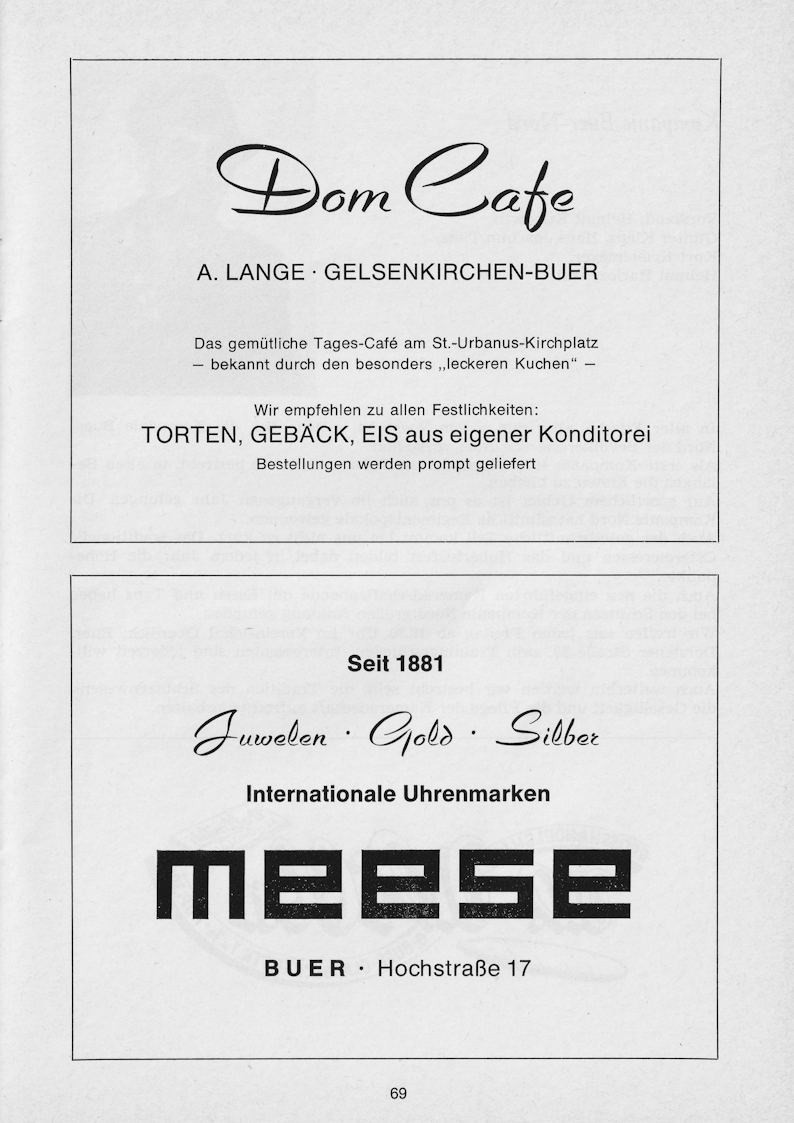 Dom Cafe
A. LANGE · GELSENKIRCHEN-BUER
Das gemütliche Tages-Café am St.-Urbanus-Kirchplatz
— bekannt durch den besonders „leckeren Kuchen“ —
Wir empfehlen zu allen Festlichkeiten:
TORTEN, GEBÄCK, EIS aus eigener Konditorei
Bestellungen werden prompt geliefert
Seit 1881
Juwelen · Gold · Silber
Internationale Uhrenmarken
meese
BUER · Hochstraße 17
69